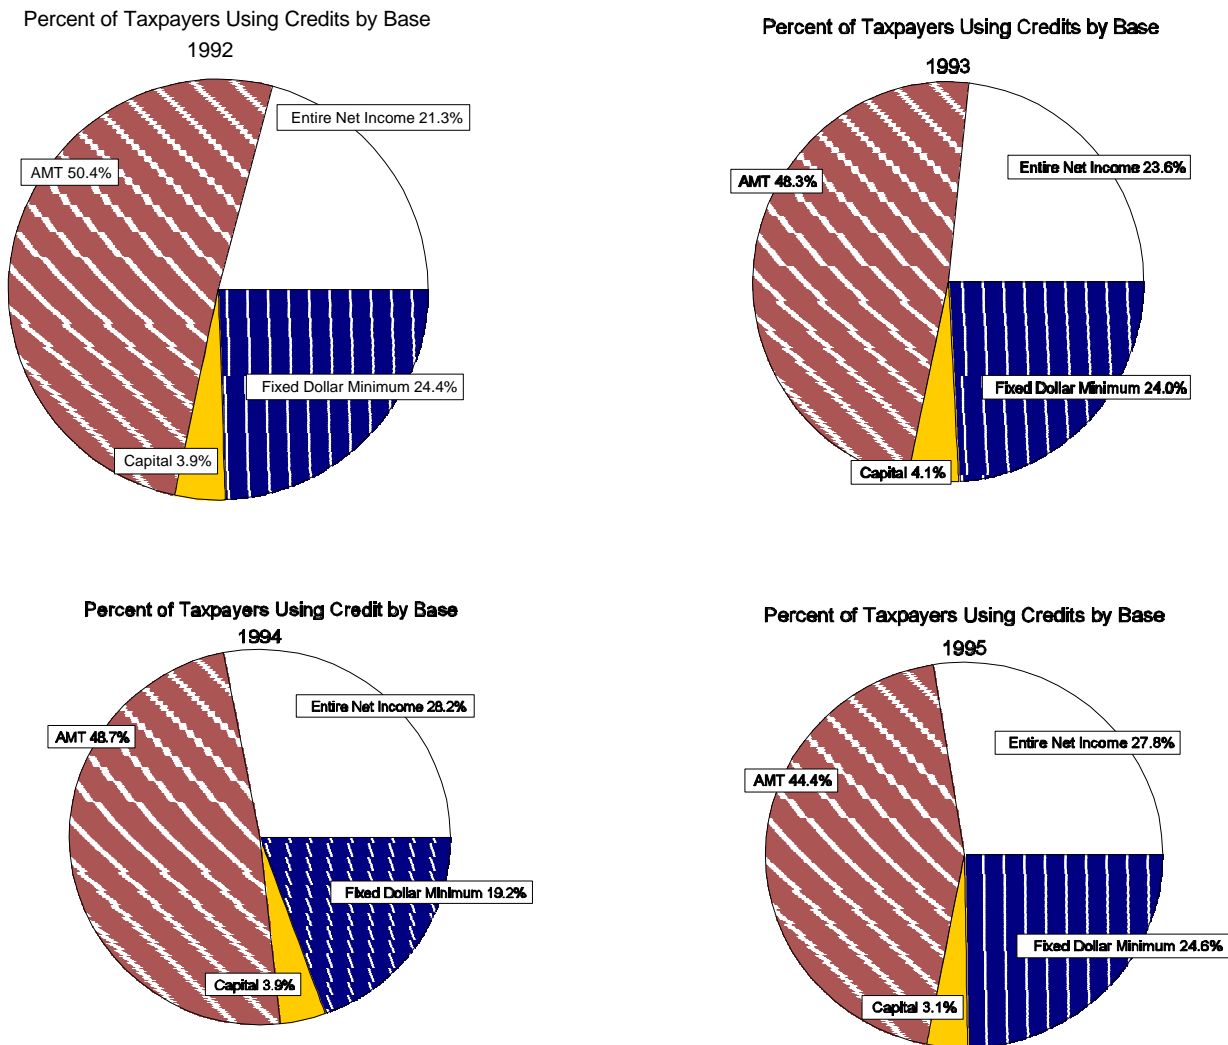 Percent of Taxpayers Using Credits by Base
1992
Entire Net Income 21.3%
AMT 50.4%
Fixed Dollar Minimum 24.4%
Capital 3.9%
Percent of Taxpayers Using Credits by Base
1993
Entire Net Income 23.6%
AMT 48.3%
Fixed Dollar Minimum 24.0%
Capital 4.1%
Percent of Taxpayers Using Credit by Base
1994
Entire Net Income 28.2%
AMT 48.7%
Fixed Dollar Minimum 19.2%
Capital 3.9%
Percent of Taxpayers Using Credits by Base
1995
Entire Net Income 27.8%
AMT 44.4%
Fixed Dollar Minimum 24.6%
Capital 3.1%